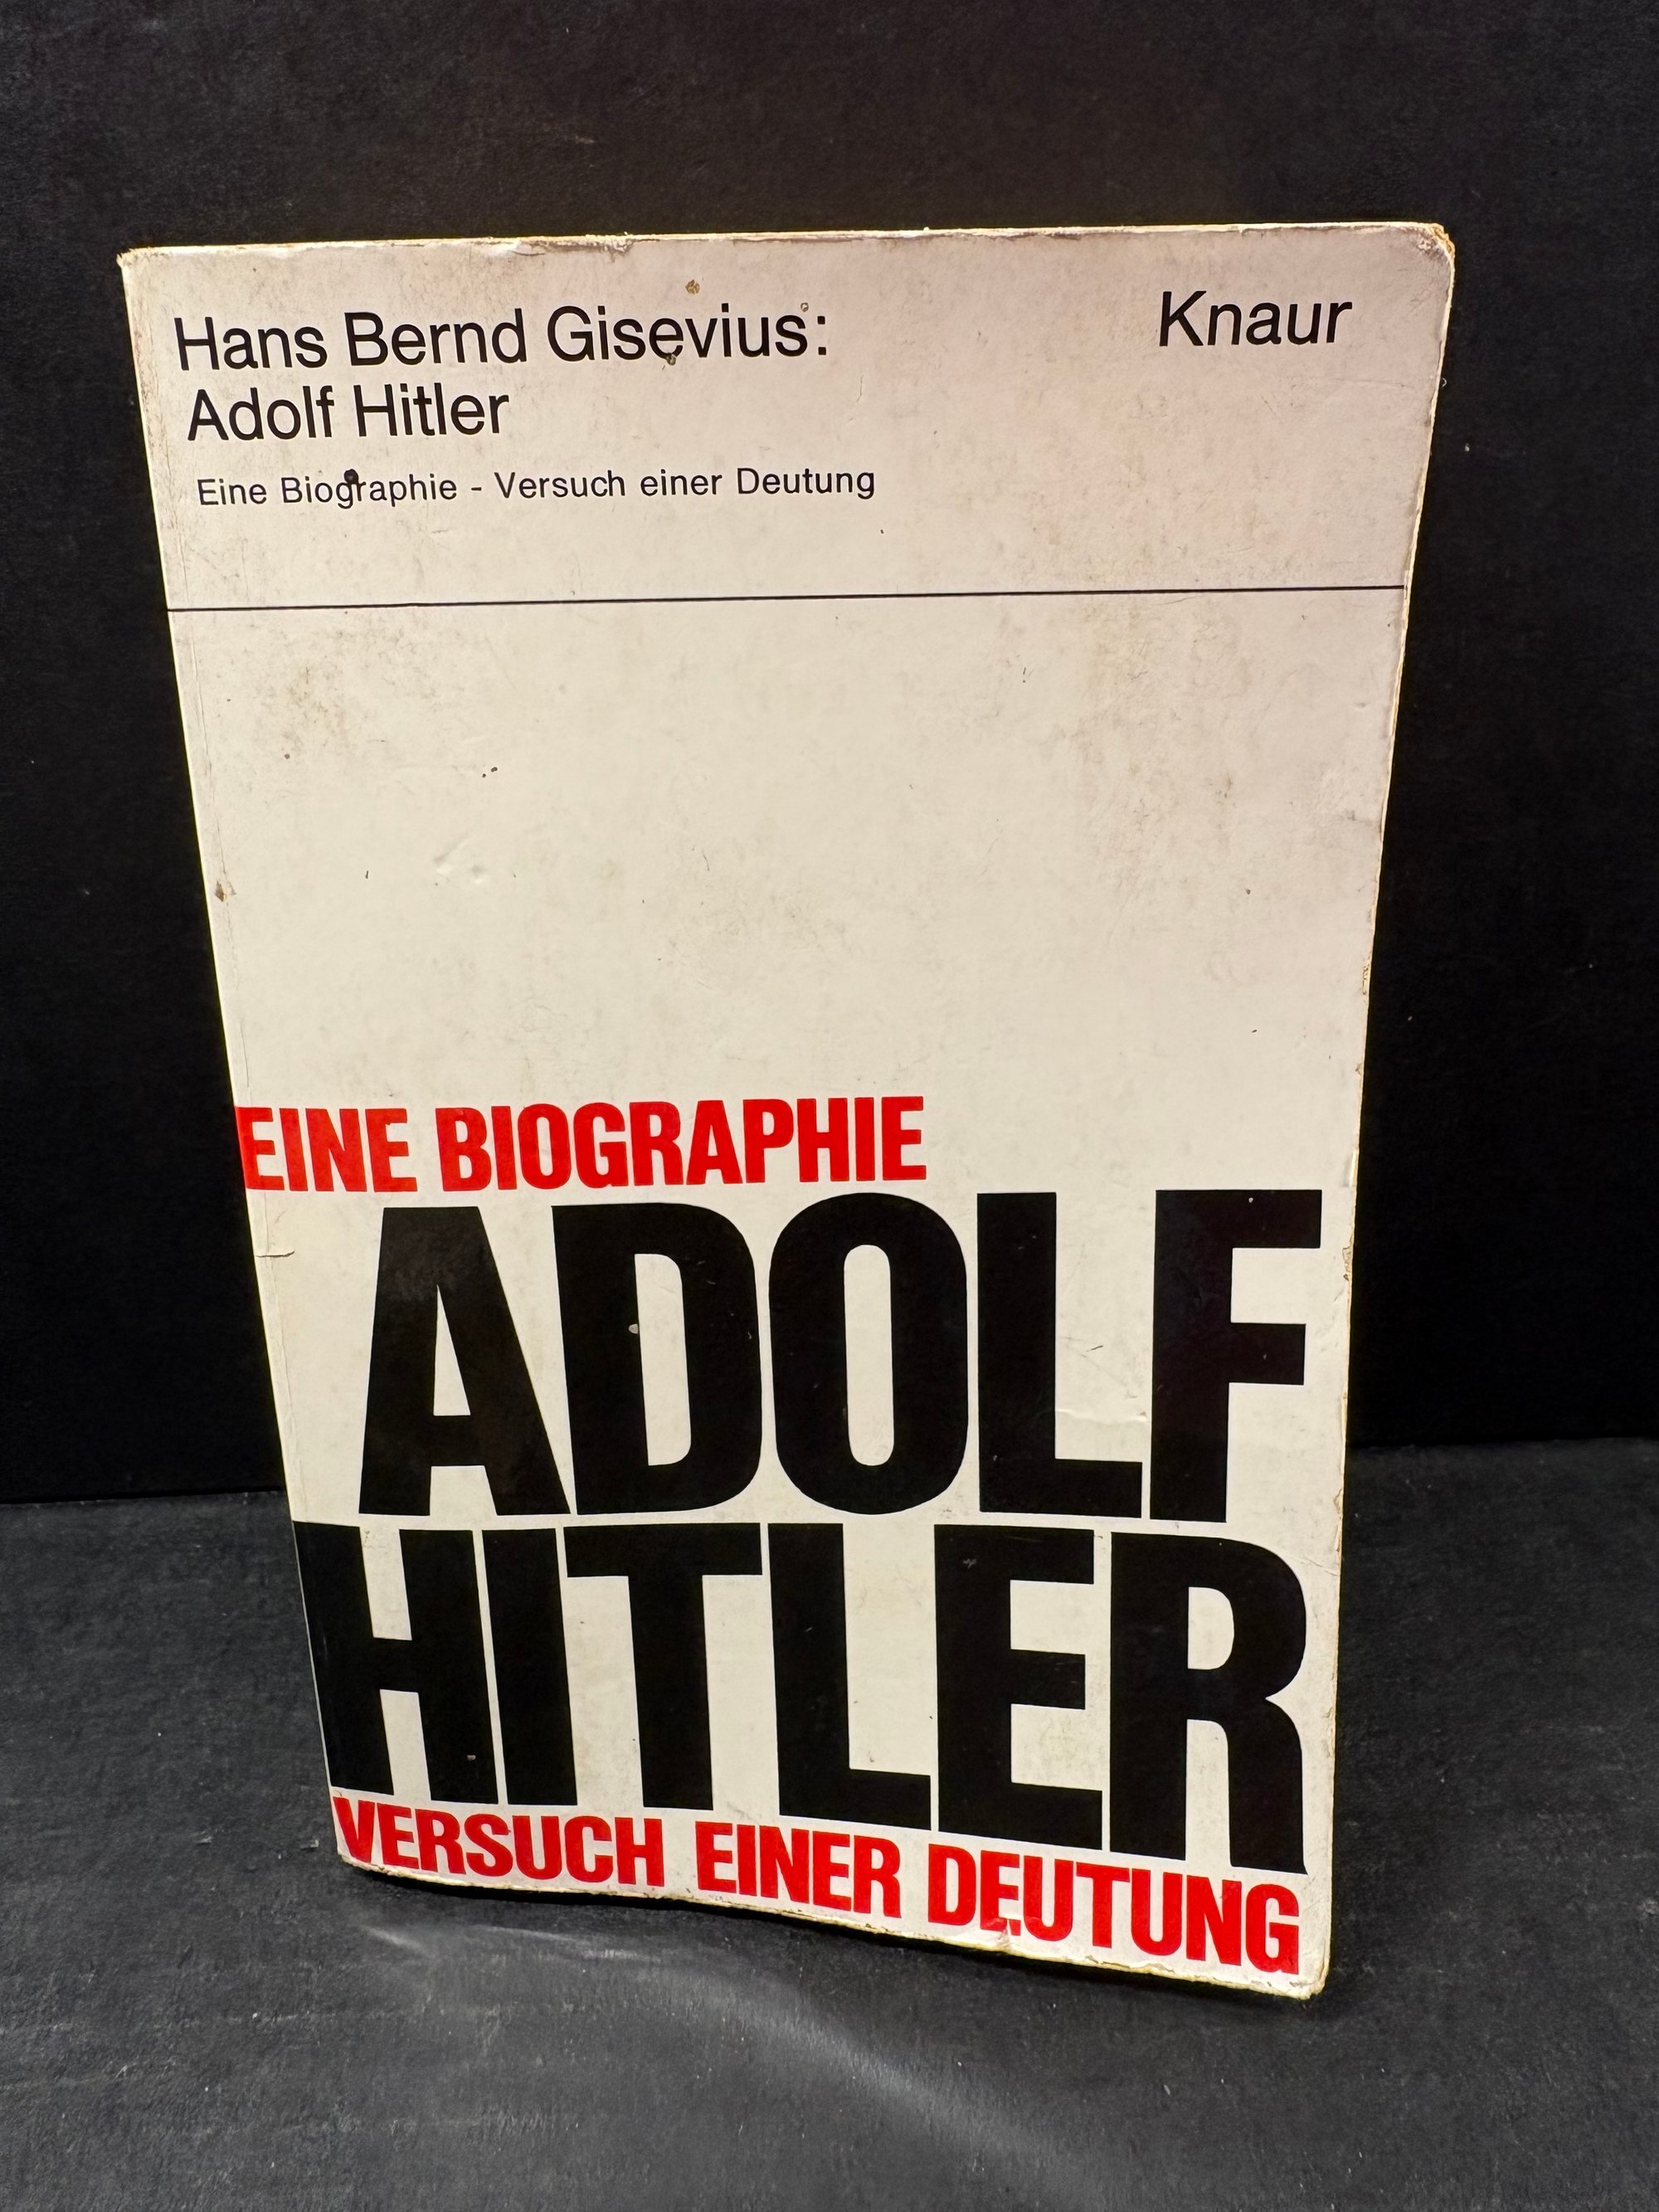 Hans Bernd Gisevius:
Knaur
Adolf Hitler
Eine Biographie - Versuch einer Deutung
EINE BIOGRAPHIE
ADOLF
HITLER
VERSUCH EINER DEUTUNG